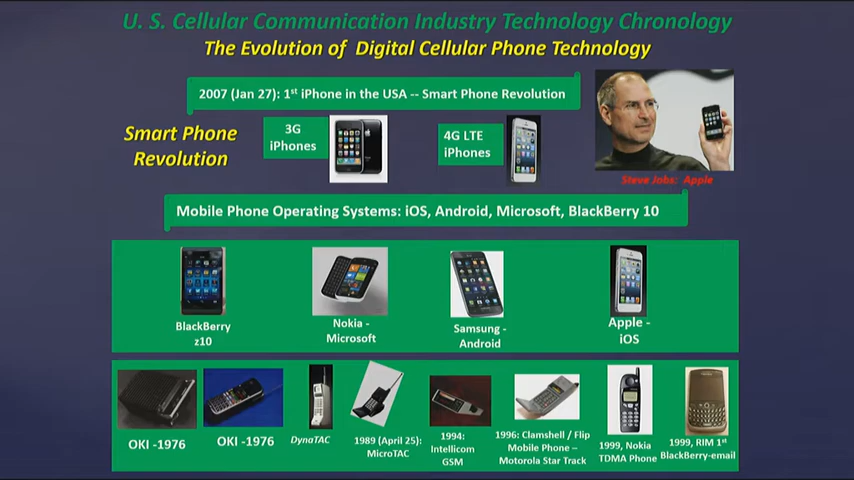 U. S. Cellular Communication Industry Technology Chronology
The Evolution of Digital Cellular Phone Technology
2007 (Jan 27): 1st iPhone in the USA -- Smart Phone Revolution
Smart Phone
Revolution
3G
iPhones
4G LTE
iPhones
Steve Jobs: Apple
Mobile Phone Operating Systems: iOS, Android, Microsoft, BlackBerry 10
BlackBerry
z10
Nokia -
Microsoft
Samsung -
Android
Apple -
iOS
OKI -1976
OKI -1976
DynaTAC
1989 (April 25):
MicroTAC
1994:
Intellicom
GSM
1996: Clamshell / Flip
Mobile Phone –
Motorola Star Track
1999, Nokia
TDMA Phone
1999, RIM 1st
BlackBerry-email